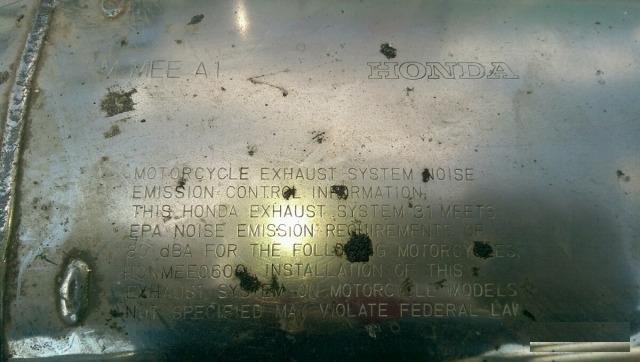 MEE A1
HONDA
MOTORCYCLE EXHAUST SYSTEM NOISE
EMISSION CONTROL INFORMATION
THIS HONDA EXHAUST SYSTEM 31 MEETS
EPA NOISE EMISSION REQUIREMENTS OF
80 dBA FOR THE FOLLOWING MOTORCYCLES,
HONMEE0600. INSTALLATION OF THIS
EXHAUST SYSTEM ON MOTORCYCLE MODELS
NOT SPECIFIED MAY VIOLATE FEDERAL LAW